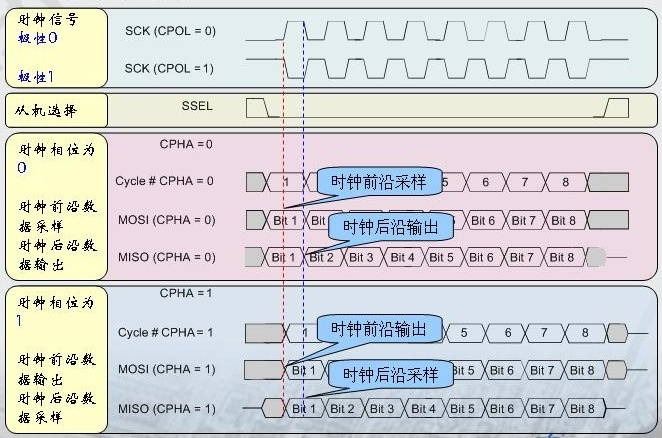 时钟信号
极性0
极性1
SCK (CPOL = 0)
SCK (CPOL = 1)
从机选择
SSEL
时钟相位为
0
时钟前沿数
据采样
时钟后沿数
据输出
CPHA = 0
Cycle # CPHA = 0
1
5 6 7 8
时钟前沿采样
MOSI (CPHA = 0)
Bit 1 Bit 6 Bit 7 Bit 8
时钟后沿输出
MISO (CPHA = 0)
Bit 1 Bit 2 Bit 3 Bit 4 Bit 5 Bit 6 Bit 7 Bit 8
时钟相位为
1
时钟前沿数
据输出
时钟后沿数
据采样
CPHA = 1
Cycle # CPHA = 1
1
5 6 7 8
时钟前沿输出
MOSI (CPHA = 1)
Bit 1 Bit 5 Bit 6 Bit 7 Bit 8
时钟后沿采样
MISO (CPHA = 1)
Bit 1 Bit 2 Bit 3 Bit 4 Bit 5 Bit 6 Bit 7 Bit 8